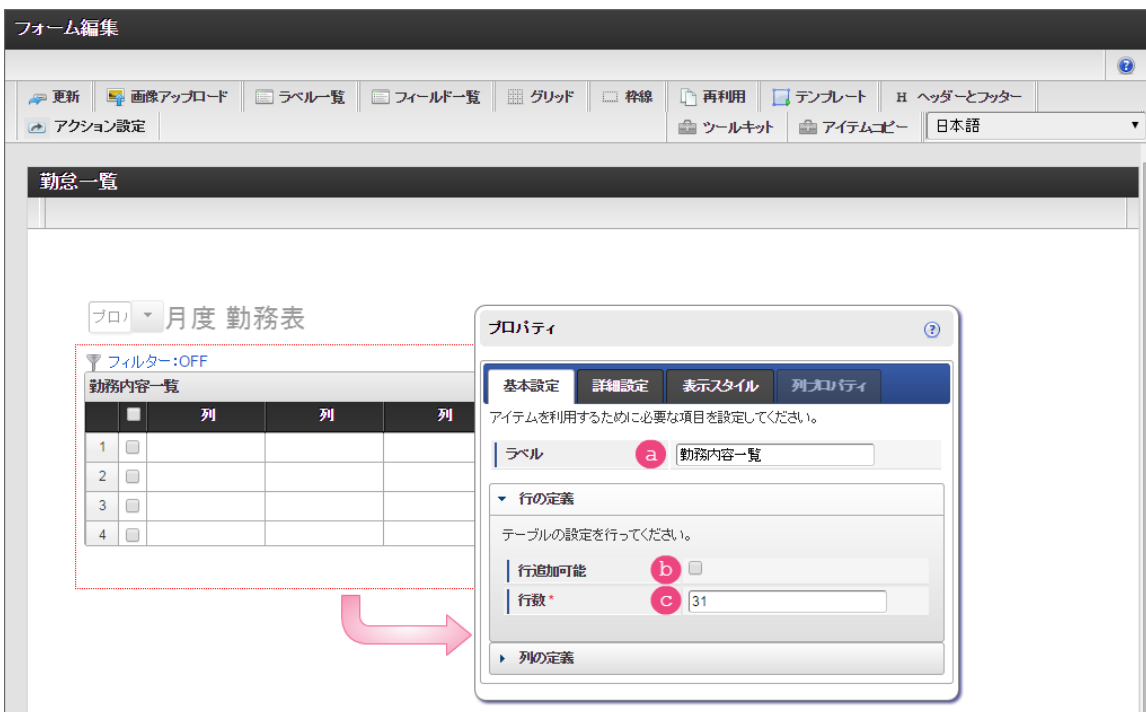 フォーム編集
更新 画像アップロード ラベル一覧 フィールド一覧 グリッド 枠線 再利用 テンプレート H ヘッダーとフッター
アクション設定 ツールキット アイテムコピー 日本語
勤怠一覧
プロパ 月度 勤務表
フィルター:OFF
勤務内容一覧
列 列 列
1
2
3
4
プロパティ
基本設定 詳細設定 表示スタイル 列プロパティ
アイテムを利用するために必要な項目を設定してください。
ラベル a 勤務内容一覧
行の定義
テーブルの設定を行ってください。
行追加可能 b
行数* c 31
列の定義